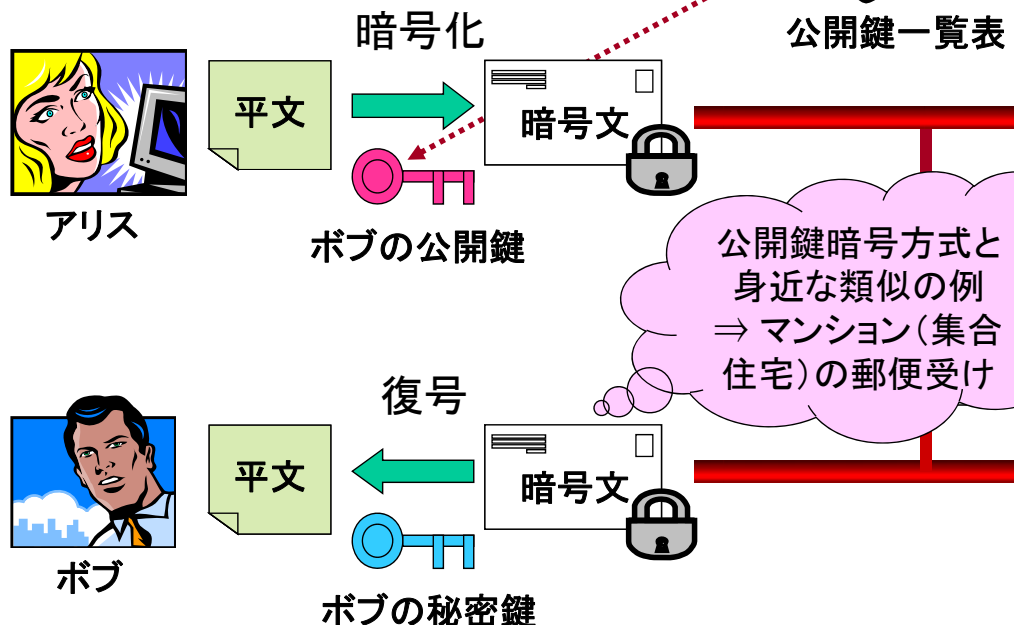 暗号化
公開鍵一覧表
平文
暗号文
アリス
ボブの公開鍵
公開鍵暗号方式と
身近な類似の例
⇒ マンション(集合
住宅)の郵便受け
復号
平文
暗号文
ボブ
ボブの秘密鍵